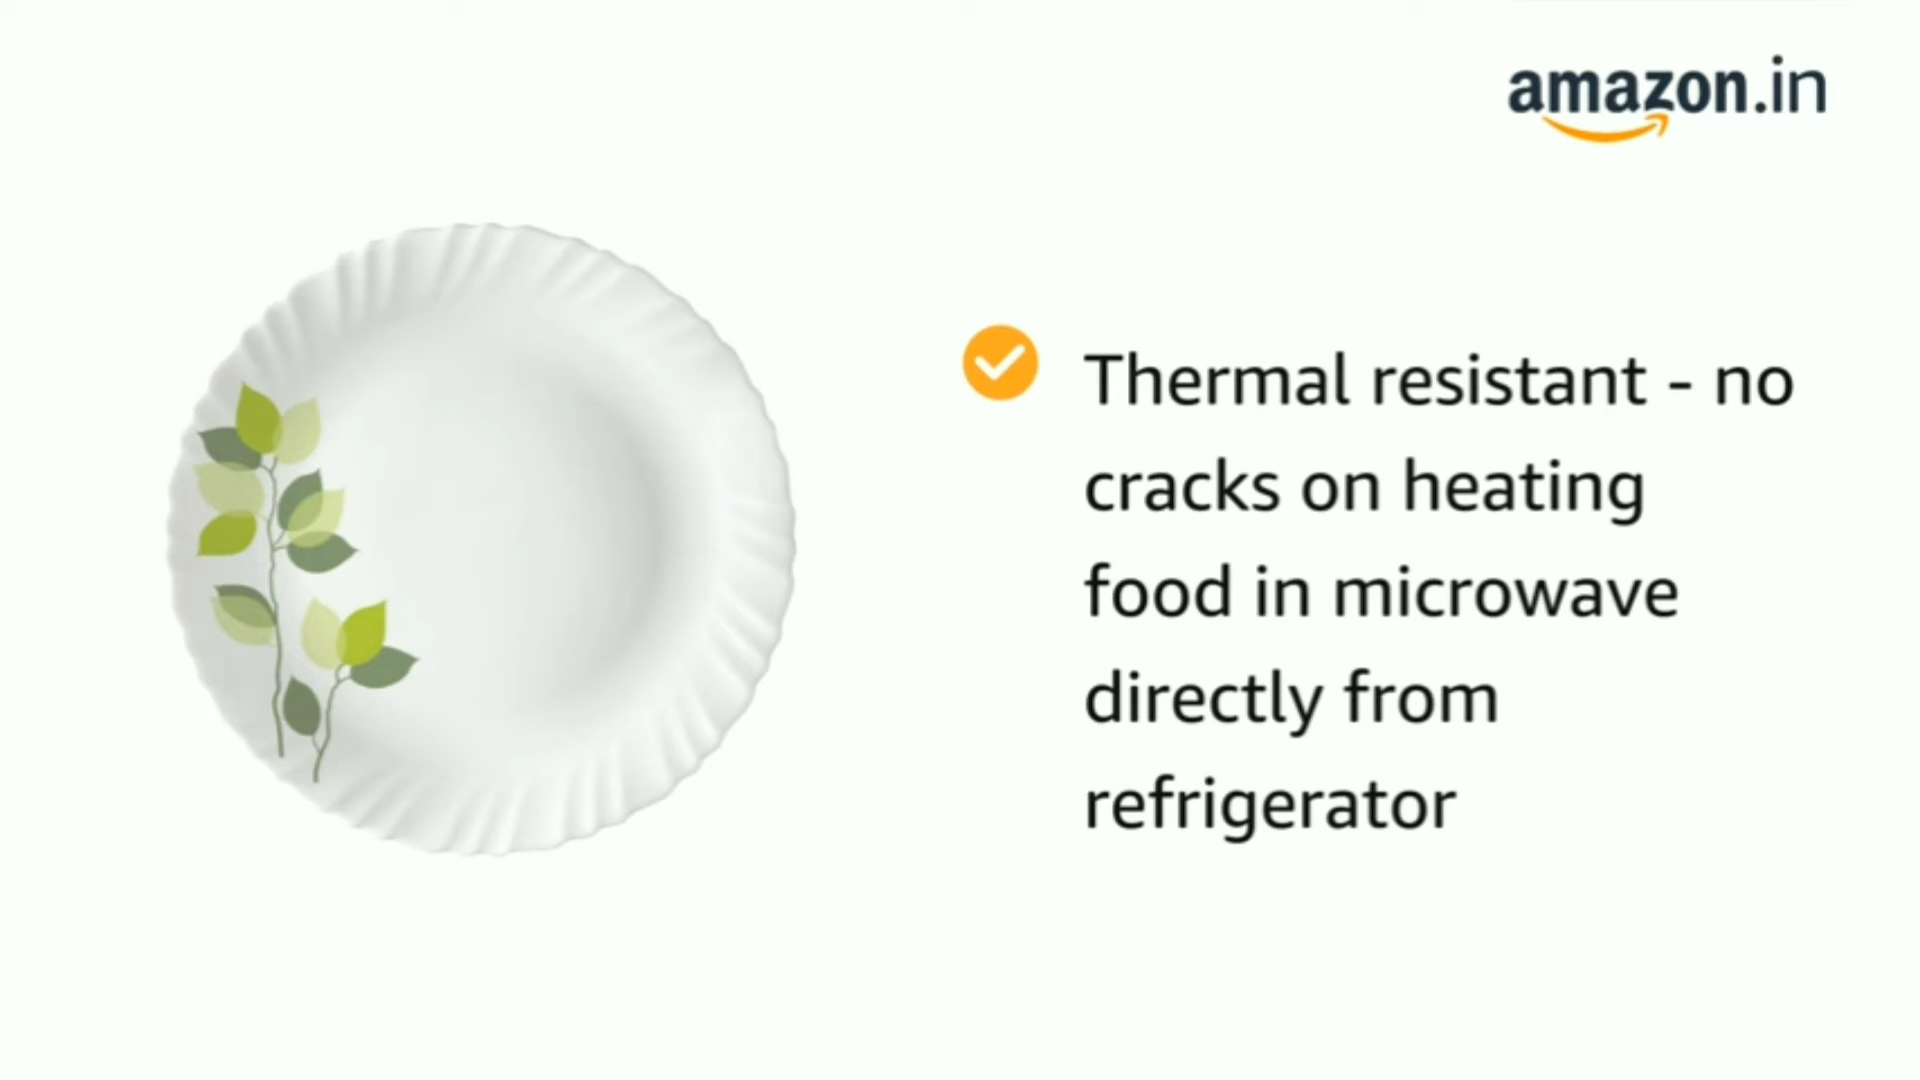 amazon.in
Thermal resistant - no
cracks on heating
food in microwave
directly from
refrigerator